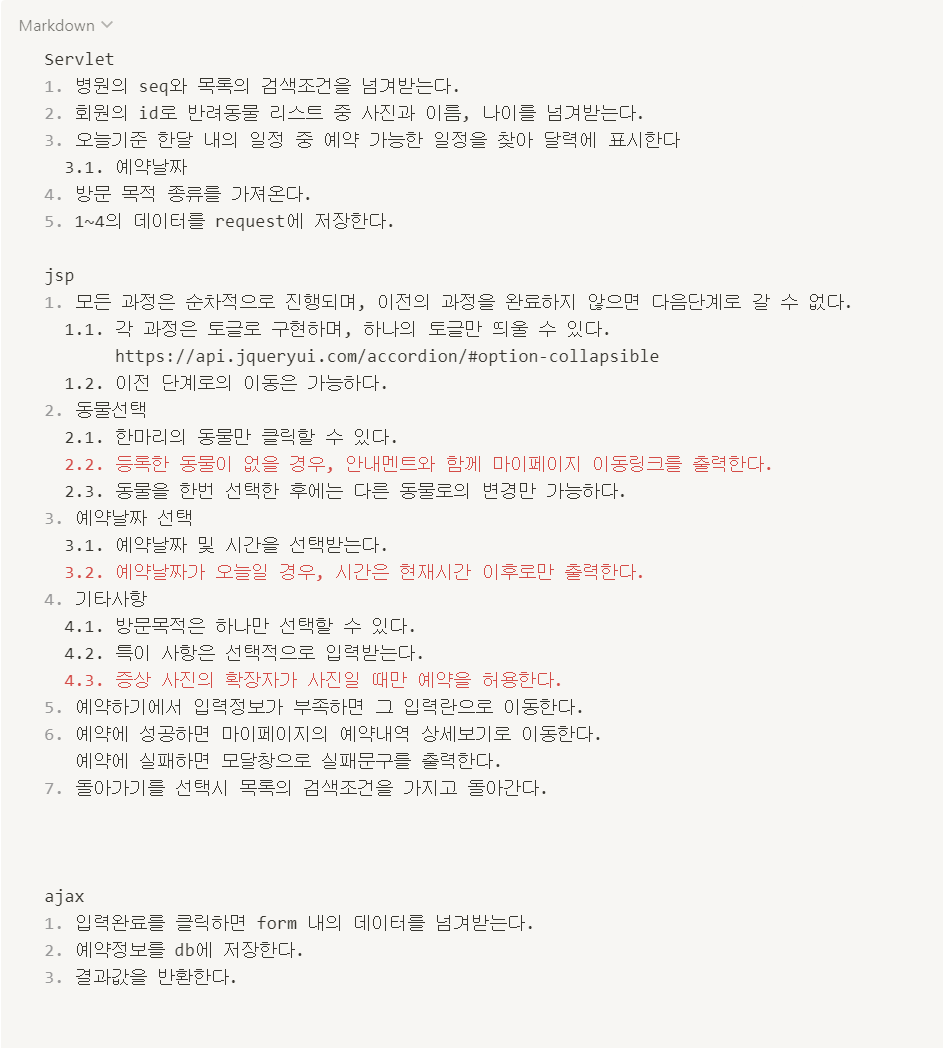 Markdown
Servlet
1. 병원의 seq와 목록의 검색조건을 넘겨받는다.
2. 회원의 id로 반려동물 리스트 중 사진과 이름, 나이를 넘겨받는다.
3. 오늘기준 한달 내의 일정 중 예약 가능한 일정을 찾아 달력에 표시한다
3.1. 예약날짜
4. 방문 목적 종류를 가져온다.
5. 1~4의 데이터를 request에 저장한다.
jsp
1. 모든 과정은 순차적으로 진행되며, 이전의 과정을 완료하지 않으면 다음단계로 갈 수 없다.
1.1. 각 과정은 토글로 구현하며, 하나의 토글만 띄울 수 있다.
https://api.jqueryui.com/accordion/#option-collapsible
1.2. 이전 단계로의 이동은 가능하다.
2. 동물선택
2.1. 한마리의 동물만 클릭할 수 있다.
2.2. 등록한 동물이 없을 경우, 안내멘트와 함께 마이페이지 이동링크를 출력한다.
2.3. 동물을 한번 선택한 후에는 다른 동물로의 변경만 가능하다.
3. 예약날짜 선택
3.1. 예약날짜 및 시간을 선택받는다.
3.2. 예약날짜가 오늘일 경우, 시간은 현재시간 이후로만 출력한다.
4. 기타사항
4.1. 방문목적은 하나만 선택할 수 있다.
4.2. 특이 사항은 선택적으로 입력받는다.
4.3. 증상 사진의 확장자가 사진일 때만 예약을 허용한다.
5. 예약하기에서 입력정보가 부족하면 그 입력란으로 이동한다.
6. 예약에 성공하면 마이페이지의 예약내역 상세보기로 이동한다.
예약에 실패하면 모달창으로 실패문구를 출력한다.
7. 돌아가기를 선택시 목록의 검색조건을 가지고 돌아간다.
ajax
1. 입력완료를 클릭하면 form 내의 데이터를 넘겨받는다.
2. 예약정보를 db에 저장한다.
3. 결과값을 반환한다.